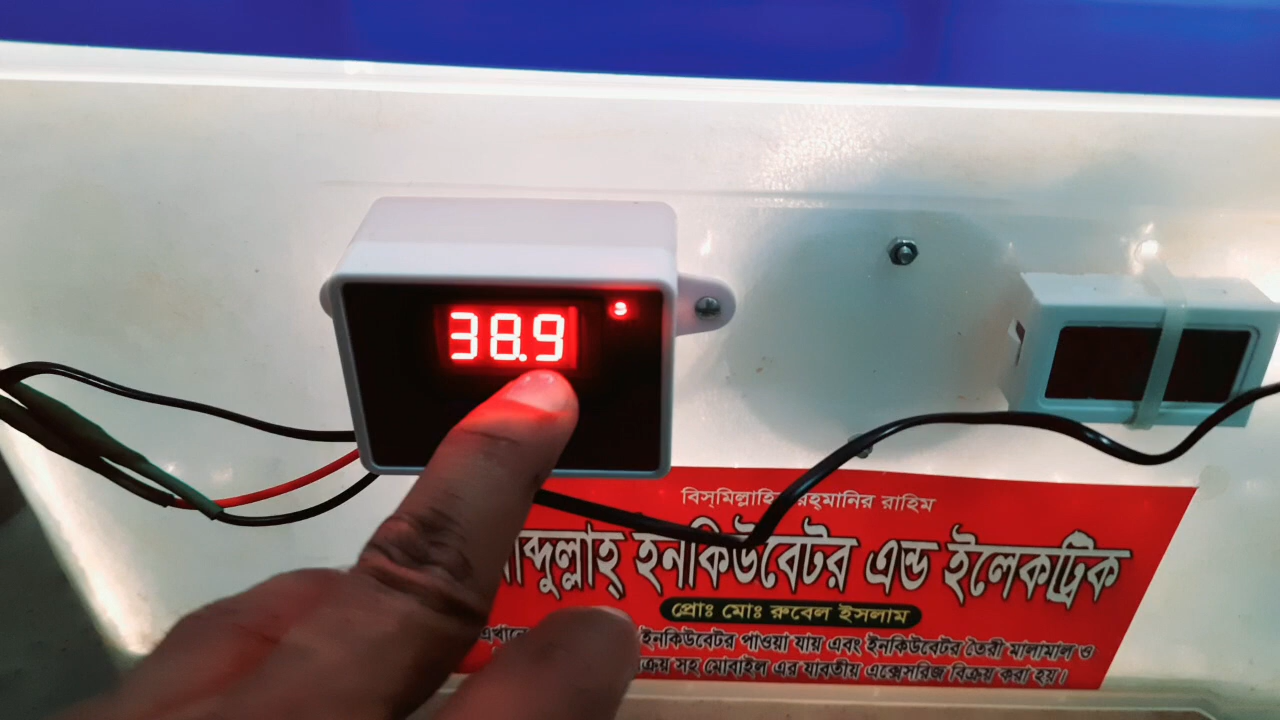 38.9
বিস্‌মিল্লাহি রহ্‌মানির রাহিম
হনকিউবেটর এন্ড ইলেকট্রিক
প্রোঃ মোঃ রুবেল ইসলাম
ইনকিউবেটর পাওয়া যায় এবং ইনকিউবেটর তৈরী মালামাল ও
সহ মোবাইল এর যাবতীয় এক্সেসরিজ বিক্রয় করা হয়।